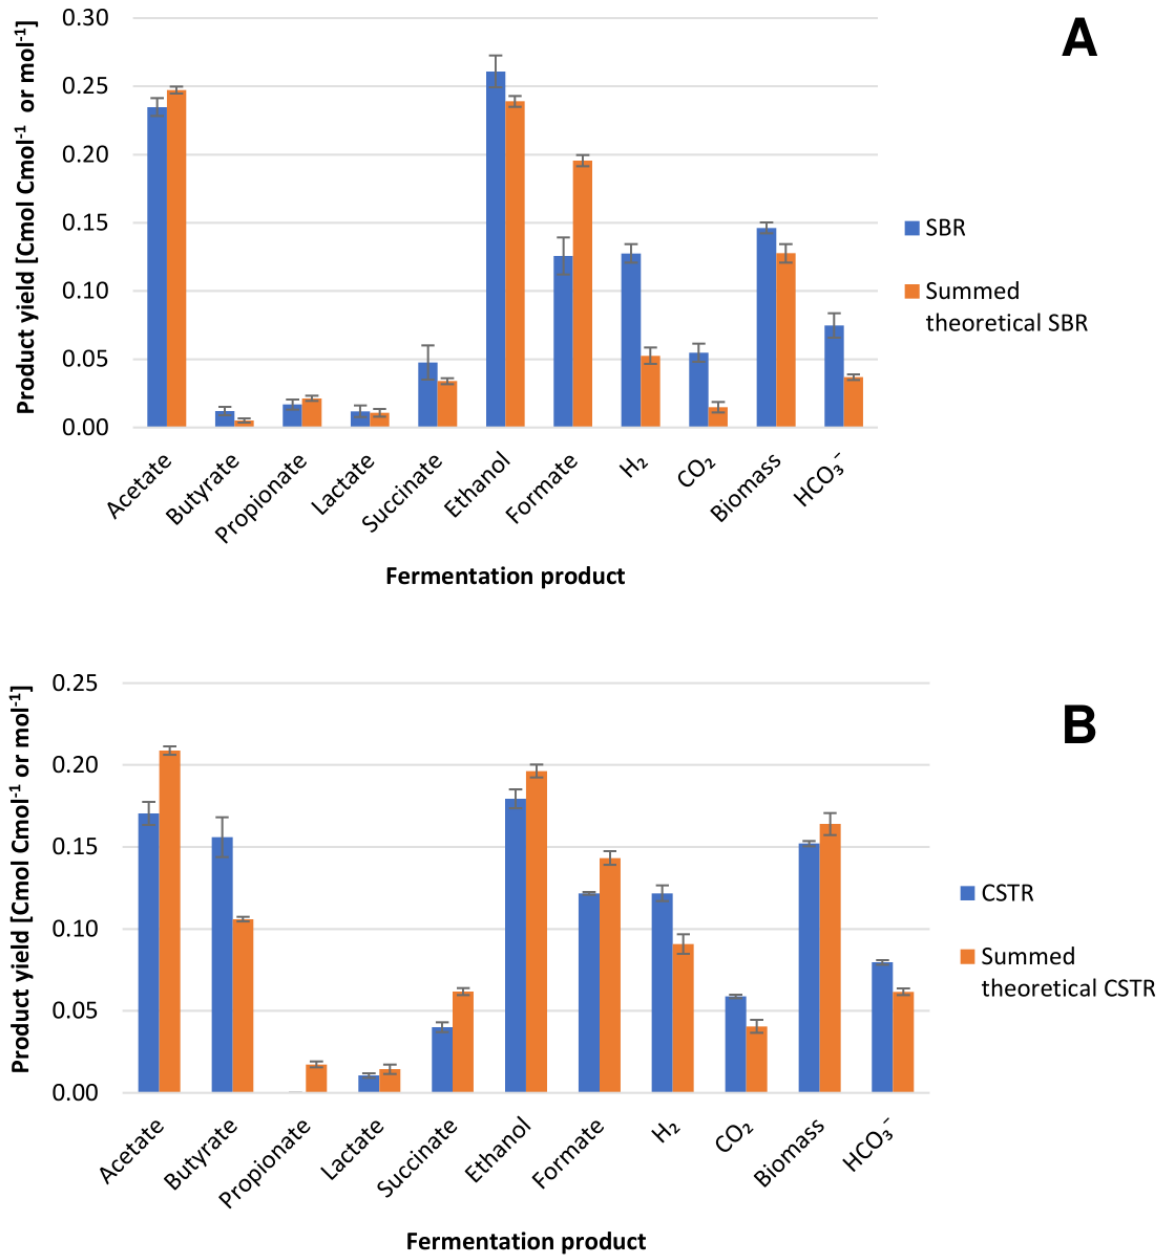 A
Product yield [Cmol Cmol⁻¹ or mol⁻¹]
0.30
0.25
0.20
0.15
0.10
0.05
0.00
Acetate
Butyrate
Propionate
Lactate
Succinate
Ethanol
Formate
H₂
CO₂
Biomass
HCO₃⁻
Fermentation product
SBR
Summed
theoretical SBR
B
Product yield [Cmol Cmol⁻¹ or mol⁻¹]
0.25
0.20
0.15
0.10
0.05
0.00
Acetate
Butyrate
Propionate
Lactate
Succinate
Ethanol
Formate
H₂
CO₂
Biomass
HCO₃⁻
Fermentation product
CSTR
Summed
theoretical CSTR